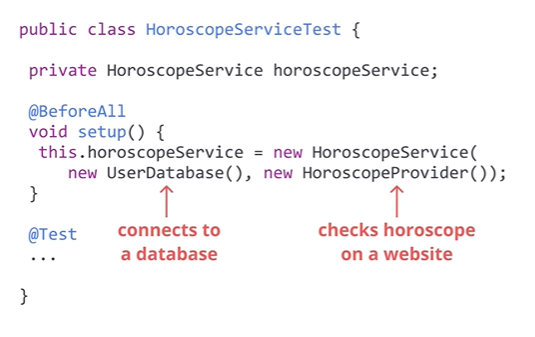 public class HoroscopeServiceTest {
private HoroscopeService horoscopeService;
@BeforeAll
void setup() {
this.horoscopeService = new HoroscopeService(
new UserDatabase(), new HoroscopeProvider());
}
connects to
a database
checks horoscope
on a website
@Test
...
}